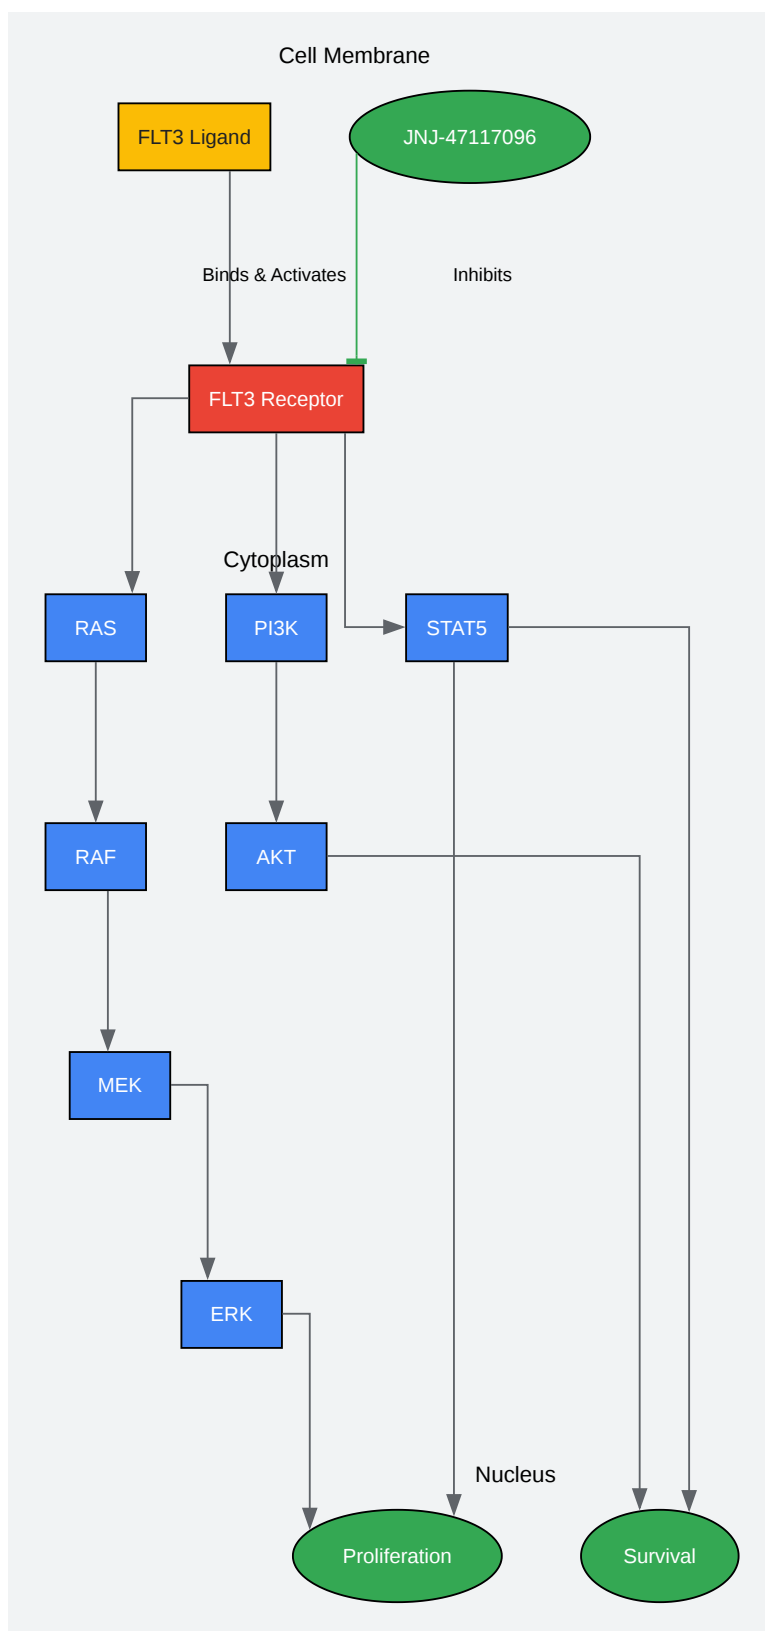 Cell Membrane
FLT3 Ligand
JNJ-47117096
Binds & Activates
Inhibits
FLT3 Receptor
Cytoplasm
RAS
PI3K
STAT5
RAF
AKT
MEK
ERK
Nucleus
Proliferation
Survival